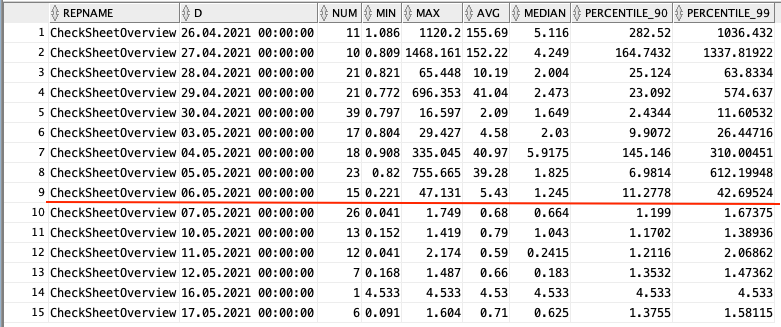 REPNAME D NUM MIN MAX AVG MEDIAN PERCENTILE_90 PERCENTILE_99
1 CheckSheetOverview 26.04.2021 00:00:00 11 1.086 1120.2 155.69 5.116 282.52 1036.432
2 CheckSheetOverview 27.04.2021 00:00:00 10 0.809 1468.161 152.22 4.249 164.7432 1337.81922
3 CheckSheetOverview 28.04.2021 00:00:00 21 0.821 65.448 10.19 2.004 25.124 63.8334
4 CheckSheetOverview 29.04.2021 00:00:00 21 0.772 696.353 41.04 2.473 23.092 574.637
5 CheckSheetOverview 30.04.2021 00:00:00 39 0.797 16.597 2.09 1.649 2.4344 11.60532
6 CheckSheetOverview 03.05.2021 00:00:00 17 0.804 29.427 4.58 2.03 9.9072 26.44716
7 CheckSheetOverview 04.05.2021 00:00:00 18 0.908 335.045 40.97 5.9175 145.146 310.00451
8 CheckSheetOverview 05.05.2021 00:00:00 23 0.82 755.665 39.28 1.825 6.9814 612.19948
9 CheckSheetOverview 06.05.2021 00:00:00 15 0.221 47.131 5.43 1.245 11.2778 42.69524
10 CheckSheetOverview 07.05.2021 00:00:00 26 0.041 1.749 0.68 0.664 1.199 1.67375
11 CheckSheetOverview 10.05.2021 00:00:00 13 0.152 1.419 0.79 1.043 1.1702 1.38936
12 CheckSheetOverview 11.05.2021 00:00:00 12 0.041 2.174 0.59 0.2415 1.2116 2.06862
13 CheckSheetOverview 12.05.2021 00:00:00 7 0.168 1.487 0.66 0.183 1.3532 1.47362
14 CheckSheetOverview 16.05.2021 00:00:00 1 4.533 4.533 4.53 4.533 4.533 4.533
15 CheckSheetOverview 17.05.2021 00:00:00 6 0.091 1.604 0.71 0.625 1.3755 1.58115